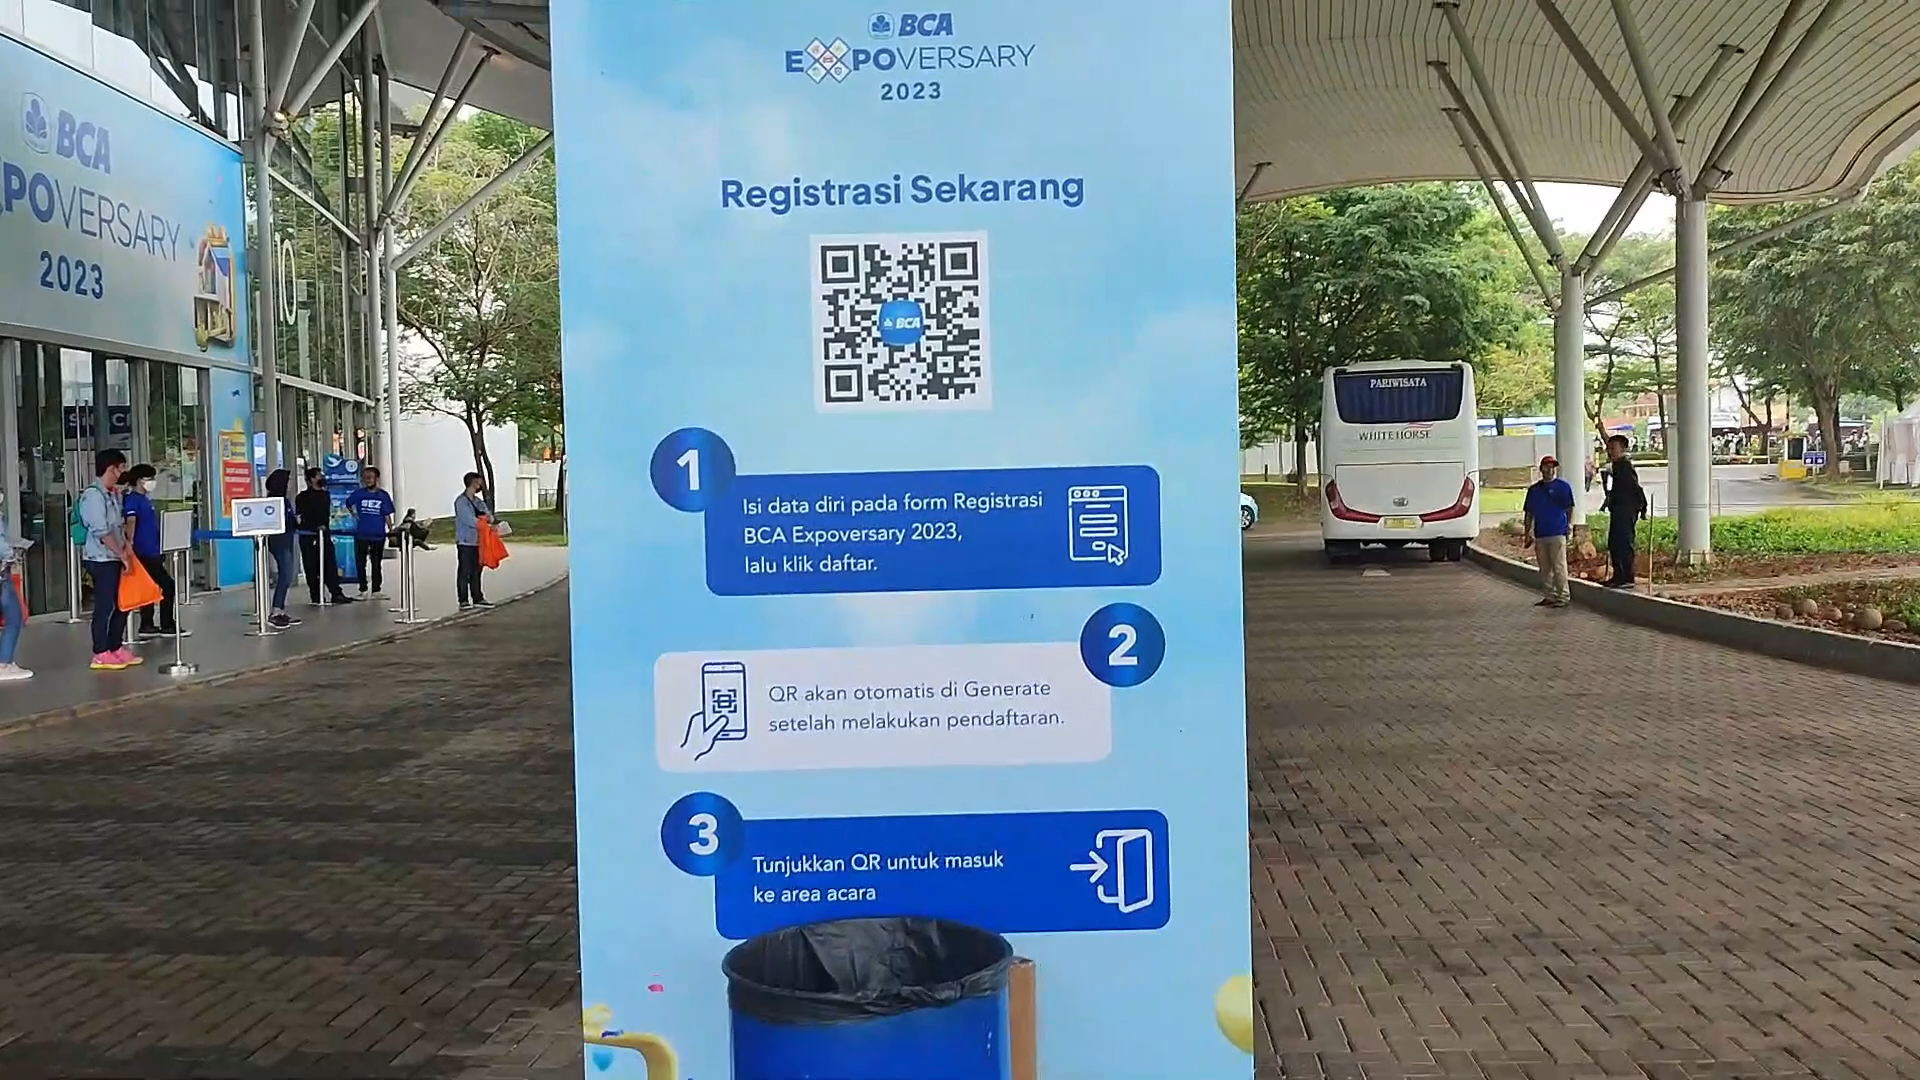 BCA
EXPOVERSARY
2023
Registrasi Sekarang
BCA
1
Isi data diri pada form Registrasi
BCA Expoversary 2023,
lalu klik daftar.
2
QR akan otomatis di Generate
setelah melakukan pendaftaran.
3
Tunjukkan QR untuk masuk
ke area acara
BCA
POVERSARY
2023
PARIWISATA
WHITE HORSE